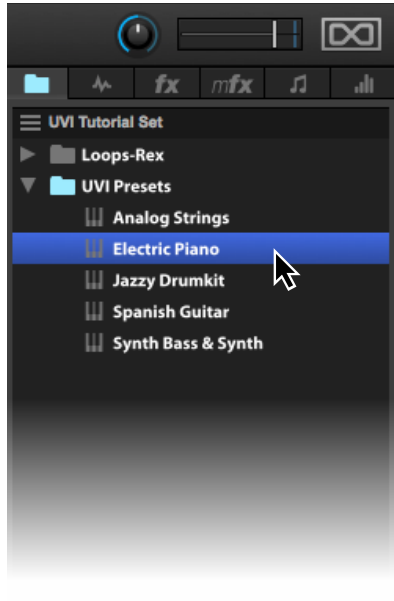 fx
mfx
UVI Tutorial Set
Loops-Rex
UVI Presets
Analog Strings
Electric Piano
Jazzy Drumkit
Spanish Guitar
Synth Bass & Synth